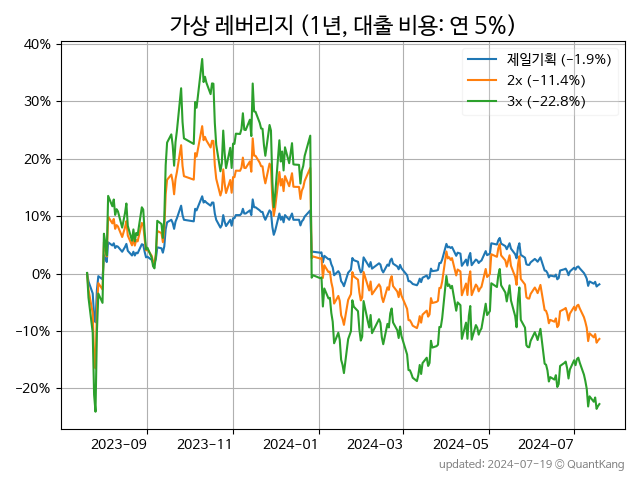 가상 레버리지 (1년, 대출 비용: 연 5%)
제일기획 (−1.9%)
2x (−11.4%)
3x (−22.8%)
40%
30%
20%
10%
0%
−10%
−20%
2023-09
2023-11
2024-01
2024-03
2024-05
2024-07
updated: 2024-07-19 © QuantKang